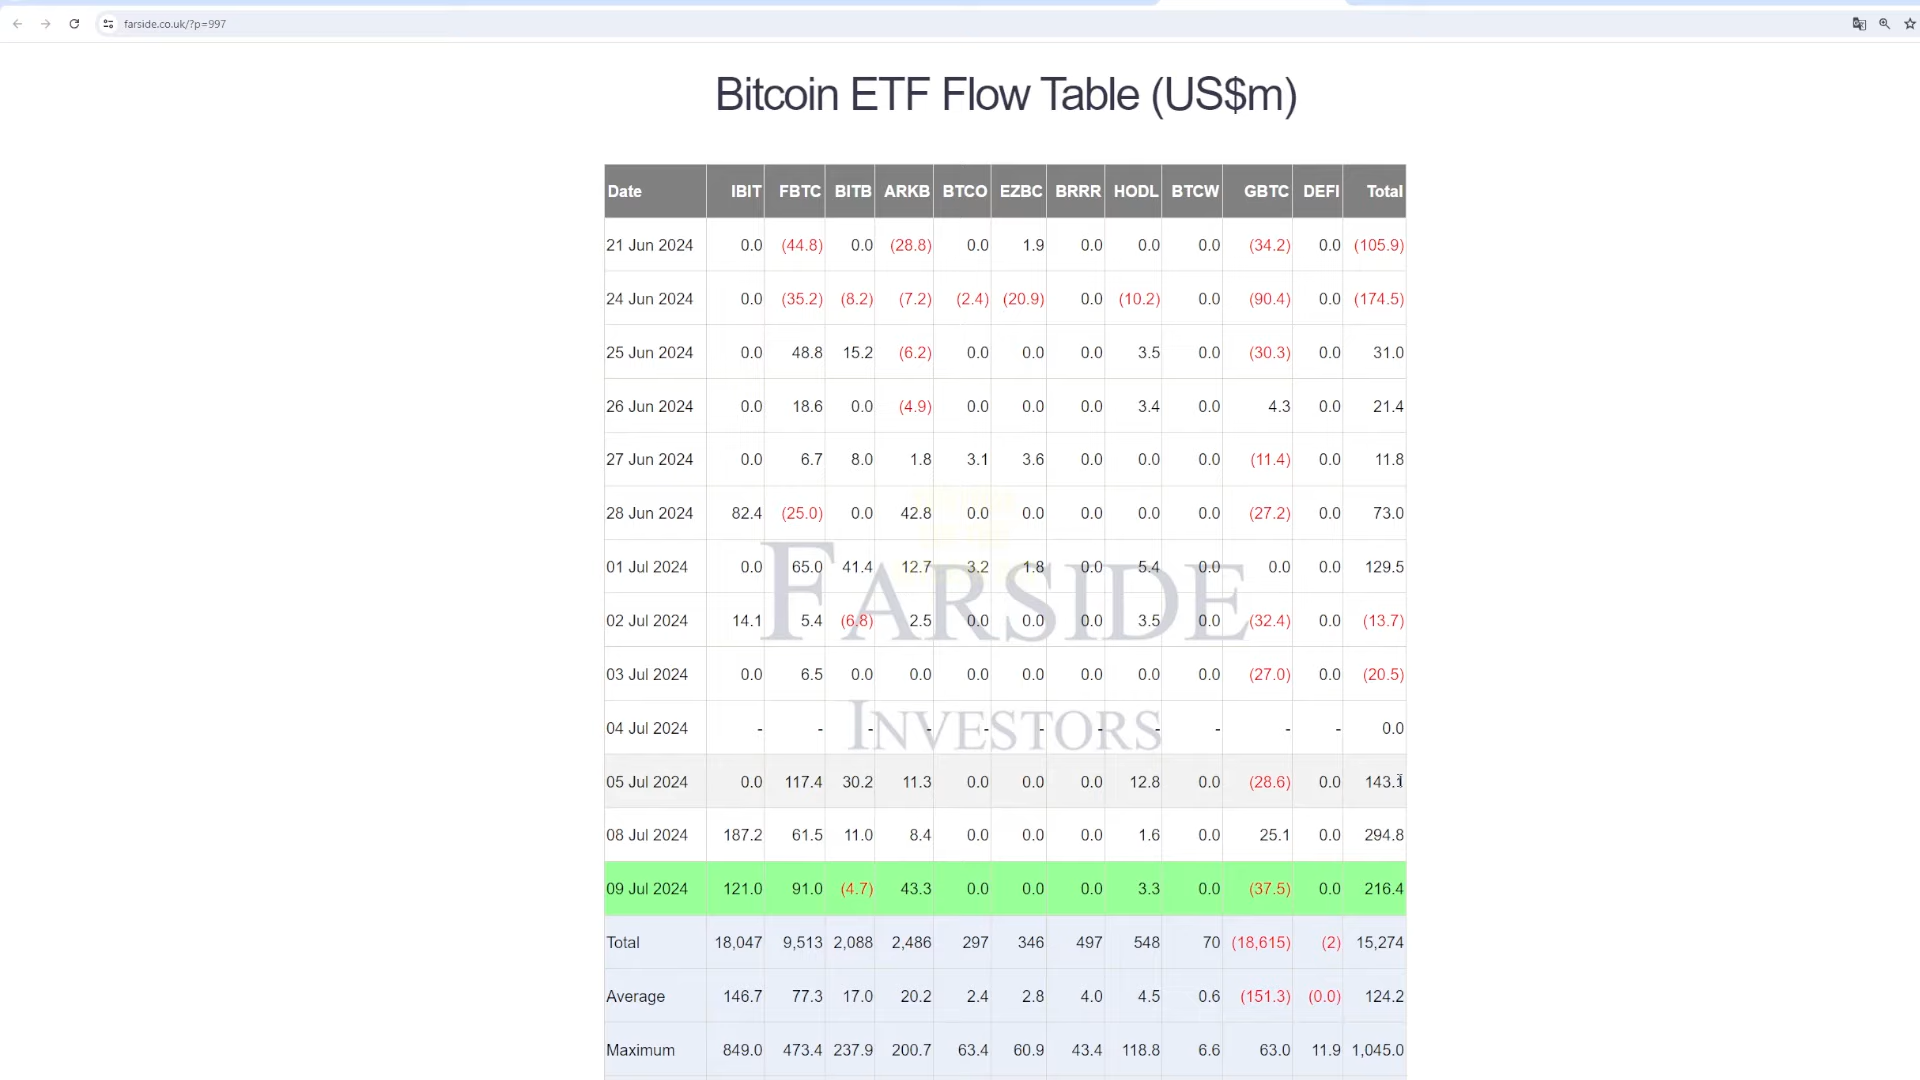 farside.co.uk/?p=997
Bitcoin ETF Flow Table (US$m)
Date IBIT FBTC BITB ARKB BTCO EZBC BRRR HODL BTCW GBTC DEFI Total
21 Jun 2024 0.0 (44.8) 0.0 (28.8) 0.0 1.9 0.0 0.0 0.0 (34.2) 0.0 (105.9)
24 Jun 2024 0.0 (35.2) (8.2) (7.2) (2.4) (20.9) 0.0 (10.2) 0.0 (90.4) 0.0 (174.5)
25 Jun 2024 0.0 48.8 15.2 (6.2) 0.0 0.0 0.0 3.5 0.0 (30.3) 0.0 31.0
26 Jun 2024 0.0 18.6 0.0 (4.9) 0.0 0.0 0.0 3.4 0.0 4.3 0.0 21.4
27 Jun 2024 0.0 6.7 8.0 1.8 3.1 3.6 0.0 0.0 0.0 (11.4) 0.0 11.8
28 Jun 2024 82.4 (25.0) 0.0 42.8 0.0 0.0 0.0 0.0 0.0 (27.2) 0.0 73.0
01 Jul 2024 0.0 65.0 41.4 12.7 3.2 1.8 0.0 5.4 0.0 0.0 0.0 129.5
FARSIDE
02 Jul 2024 14.1 5.4 (6.8) 2.5 0.0 0.0 0.0 3.5 0.0 (32.4) 0.0 (13.7)
03 Jul 2024 0.0 6.5 0.0 0.0 0.0 0.0 0.0 0.0 0.0 (27.0) 0.0 (20.5)
INVESTORS
04 Jul 2024 - - - - - - - - - - - 0.0
05 Jul 2024 0.0 117.4 30.2 11.3 0.0 0.0 0.0 12.8 0.0 (28.6) 0.0 143.1
08 Jul 2024 187.2 61.5 11.0 8.4 0.0 0.0 0.0 1.6 0.0 25.1 0.0 294.8
09 Jul 2024 121.0 91.0 (4.7) 43.3 0.0 0.0 0.0 3.3 0.0 (37.5) 0.0 216.4
Total 18,047 9,513 2,088 2,486 297 346 497 548 70 (18,615) (2) 15,274
Average 146.7 77.3 17.0 20.2 2.4 2.8 4.0 4.5 0.6 (151.3) (0.0) 124.2
Maximum 849.0 473.4 237.9 200.7 63.4 60.9 43.4 118.8 6.6 63.0 11.9 1,045.0